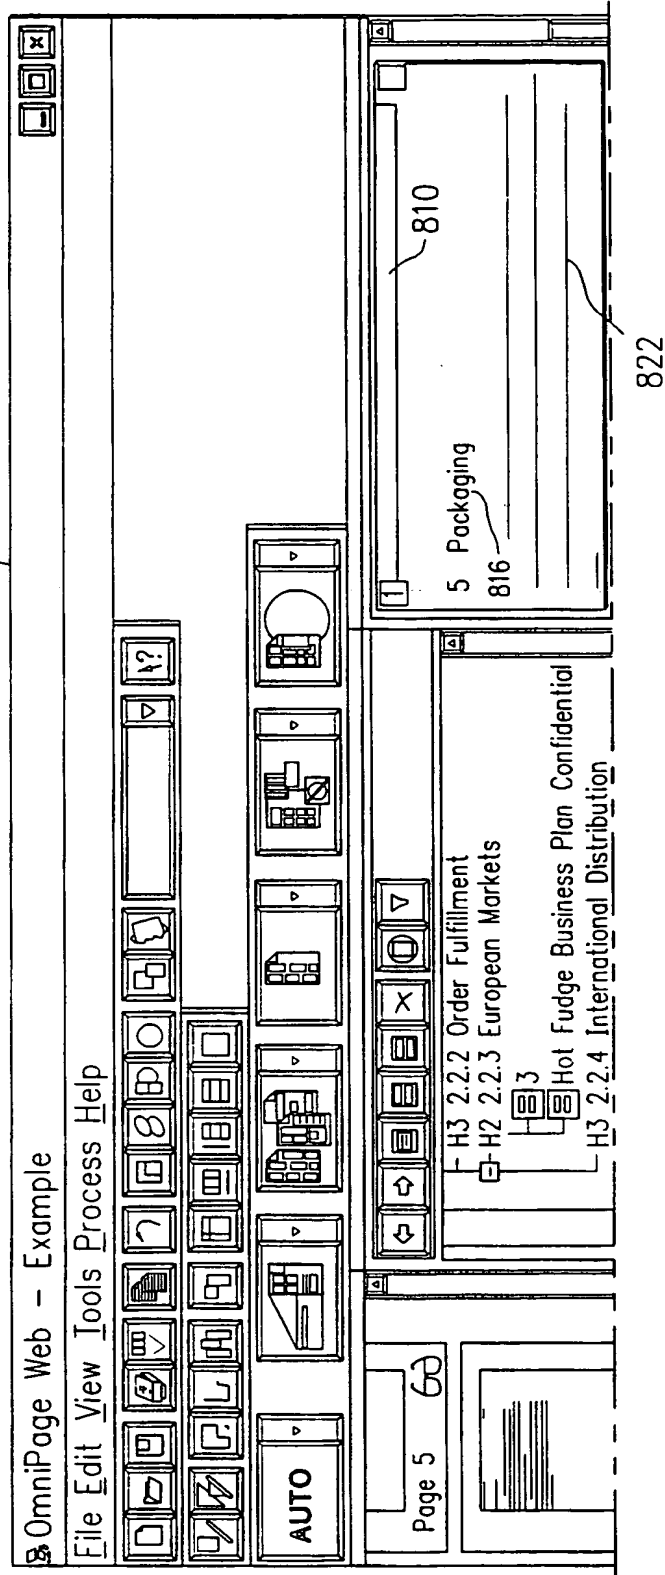 OmniPage Web – Example
File Edit View Tools Process Help
AUTO
Page 5
H3 2.2.2 Order Fulfillment
H2 2.2.3 European Markets
3
Hot Fudge Business Plan Confidential
H3 2.2.4 International Distribution
1
810
5 Packaging
816
822